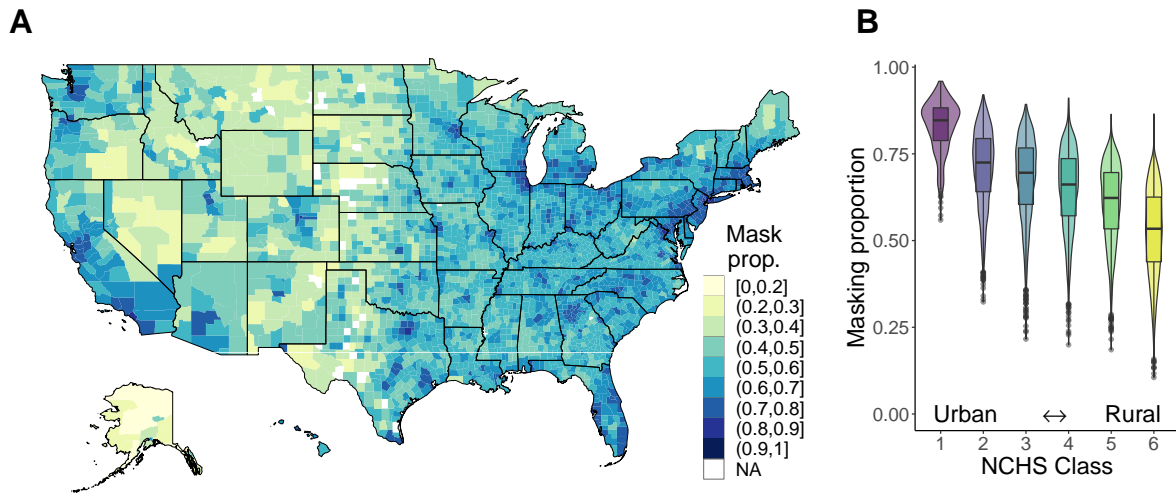 A
Mask
prop.
[0,0.2]
(0.2,0.3]
(0.3,0.4]
(0.4,0.5]
(0.5,0.6]
(0.6,0.7]
(0.7,0.8]
(0.8,0.9]
(0.9,1]
NA
B
Masking proportion
1.00
0.75
0.50
0.25
0.00
Urban ↔ Rural
1 2 3 4 5 6
NCHS Class